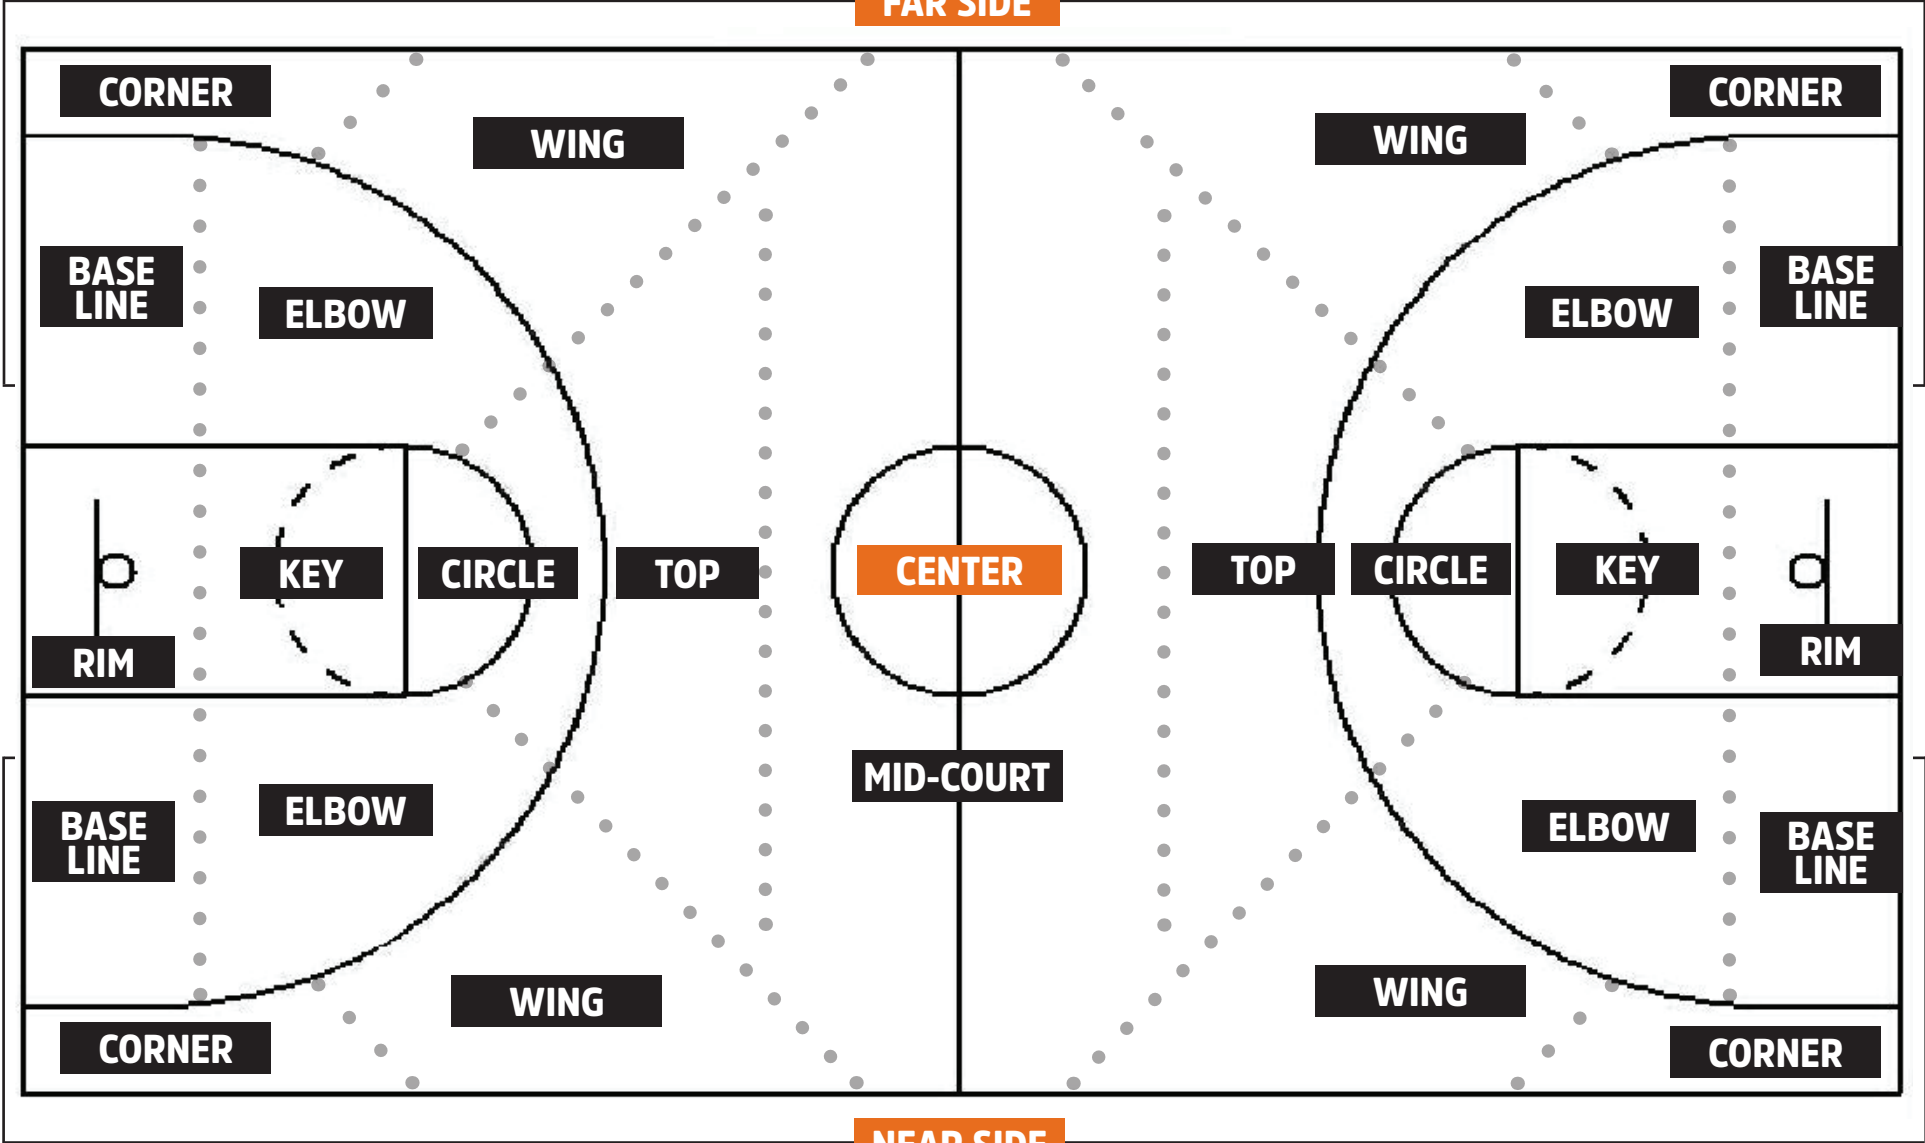 FAR SIDE
CORNER
CORNER
WING
WING
BASE
LINE
BASE
LINE
ELBOW
ELBOW
KEY
CIRCLE
TOP
CENTER
TOP
CIRCLE
KEY
RIM
RIM
MID-COURT
BASE
LINE
ELBOW
ELBOW
BASE
LINE
WING
WING
CORNER
CORNER
NEAR SIDE